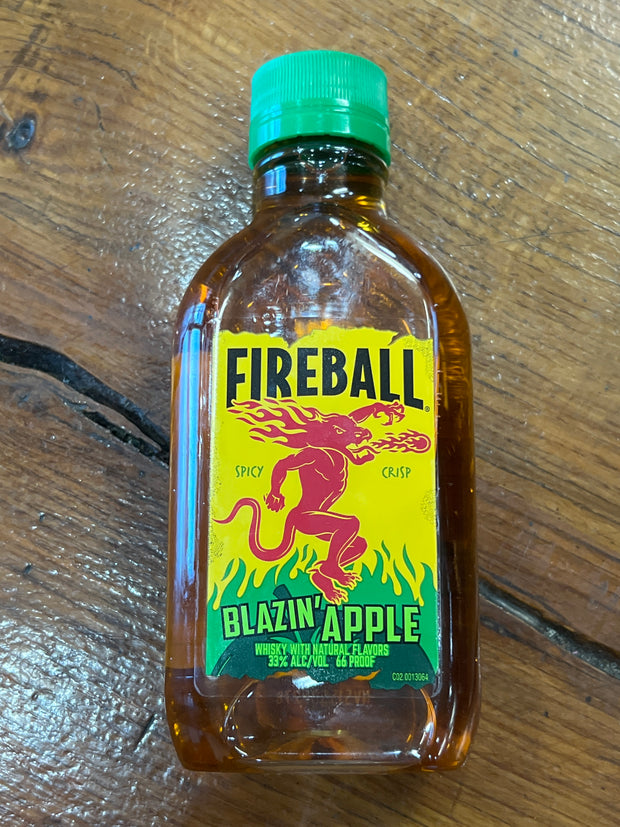 FIREBALL®
SPICY CRISP
BLAZIN' APPLE
WHISKY WITH NATURAL FLAVORS
33% ALC/VOL 66 PROOF
C02.0013064